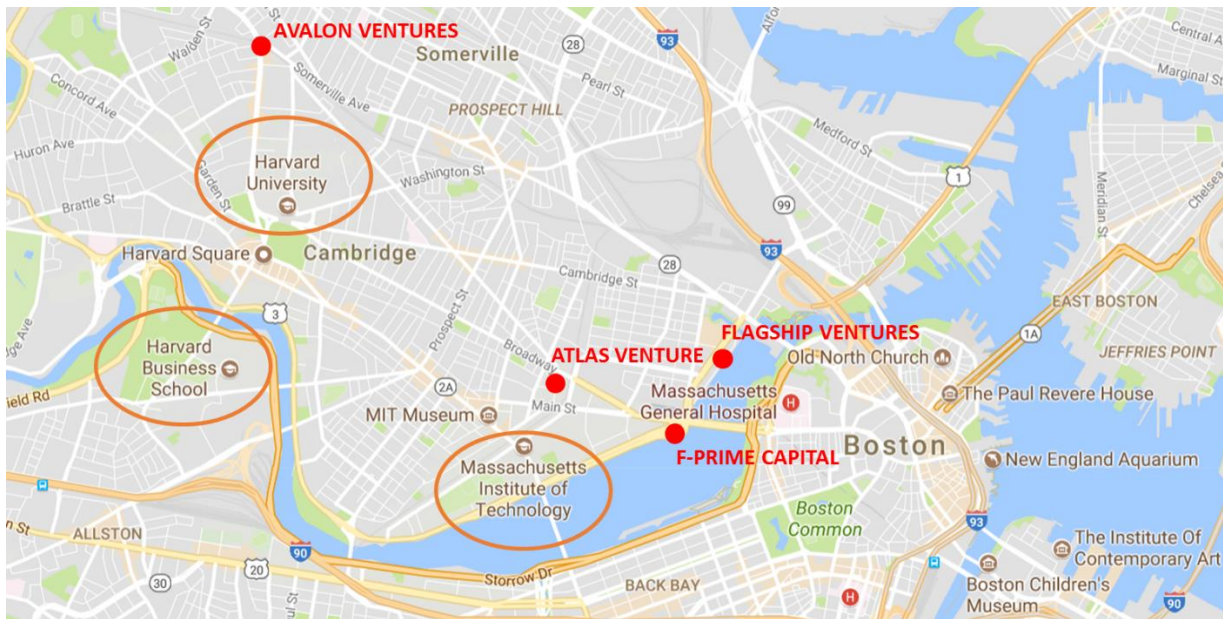 AVALON VENTURES
Walden St
Somerville
28
93
Central A
Marginal St
Concord Ave
Somerville Ave
Pearl St
PROSPECT HILL
Medford St
Huron Ave
Harvard
University
Garden St
Washington St
1
Meridian St
Chelsea
Brattle St
99
Harvard Square
Cambridge
93
28
Cambridge St
3
Prospect St
EAST BOSTON
FLAGSHIP VENTURES
1A
Harvard
Business
School
Broadway
ATLAS VENTURE
Old North Church
JEFFRIES POINT
field Rd
2A
Main St
Massachusetts
General Hospital
H
The Paul Revere House
MIT Museum
Boston
F-PRIME CAPITAL
Massachusetts
Institute of
Technology
New England Aquarium
Boston
Common
ALLSTON
90
93
The Institute Of
Contemporary Art
20
30
Storrow Dr
BACK BAY
H
Boston Children's
Museum
90